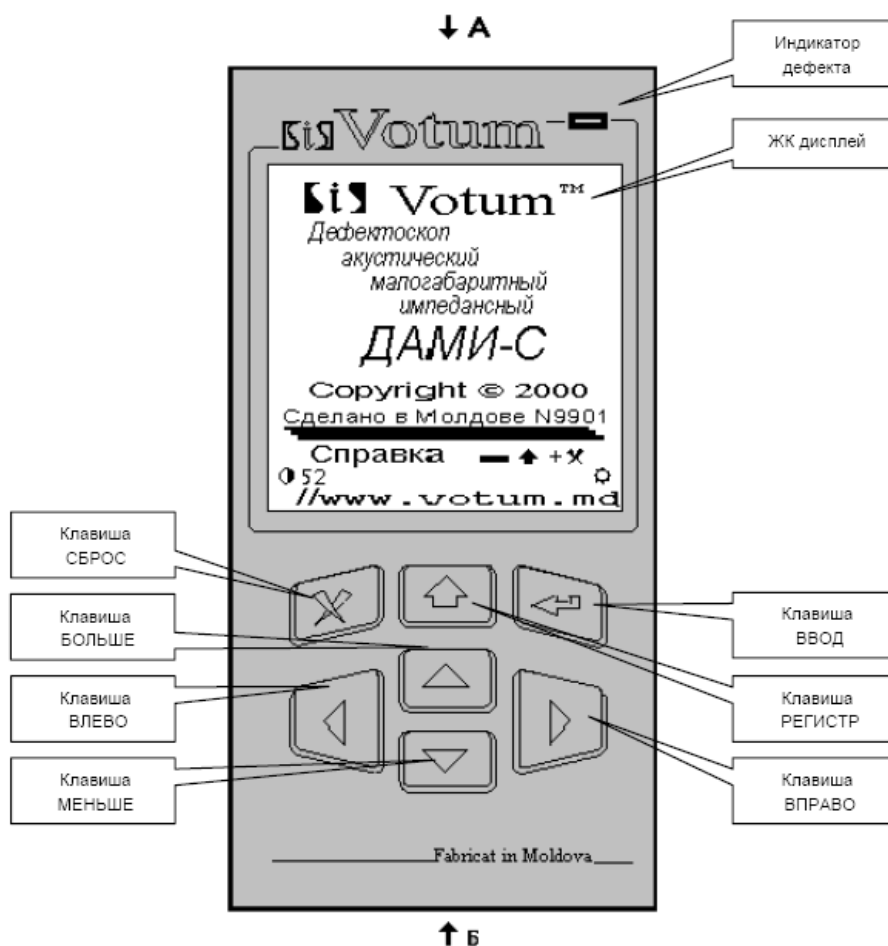 А
Индикатор
дефекта
SiS Votum
ЖК дисплей
SiS Votum™
Дефектоскоп
акустический
малогабаритный
импедансный
ДАМИ-С
Copyright © 2000
Сделано в Молдове N9901
Справка + x
52
//www.votum.md
Клавиша
СБРОС
Клавиша
БОЛЬШЕ
Клавиша
ВЛЕВО
Клавиша
МЕНЬШЕ
Клавиша
ВВОД
Клавиша
РЕГИСТР
Клавиша
ВПРАВО
Fabricat in Moldova
Б